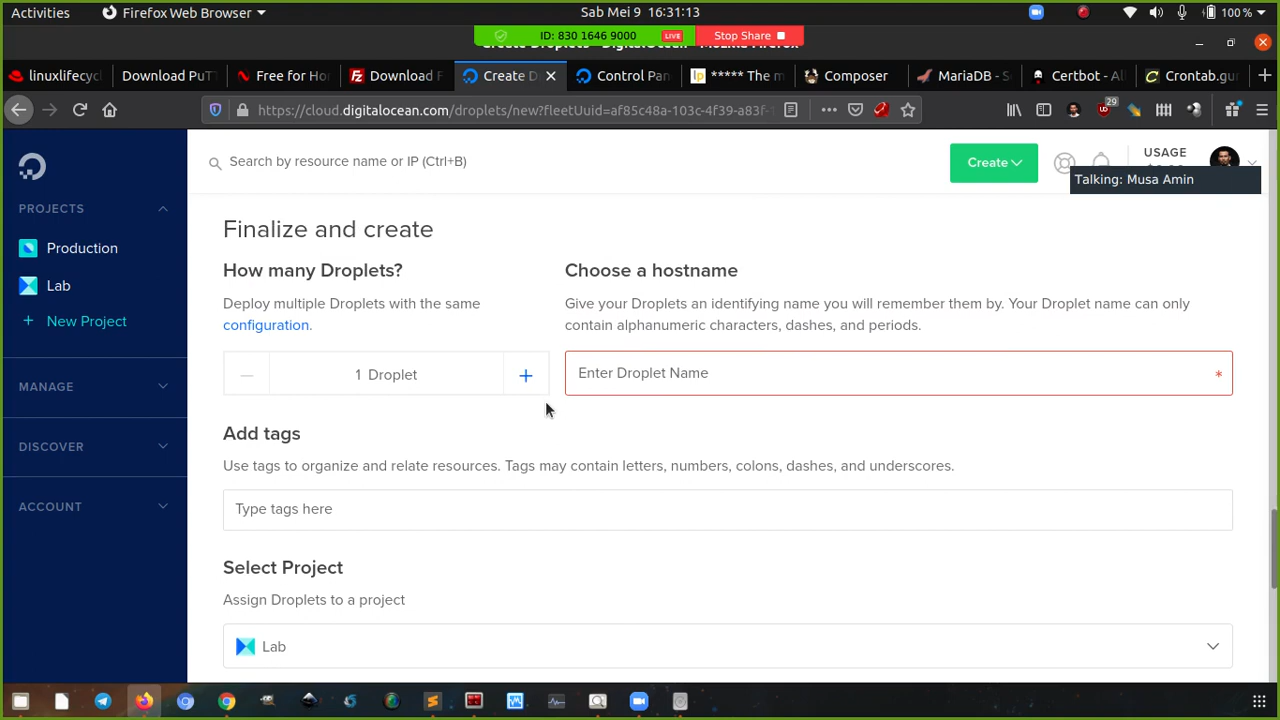 Activities
Firefox Web Browser
Sab Mei 9 16:31:13
100 %
ID: 830 1646 9000
LIVE
Stop Share
linuxlifecyc
Download PuT
Free for Ho
Download F
Create D
Control Pan
***** The m
Composer
MariaDB - S
Certbot - Al
Crontab.gur
https://cloud.digitalocean.com/droplets/new?fleetUuid=af85c48a-103c-4f39-a83f-
29
Search by resource name or IP (Ctrl+B)
Create
USAGE
Talking: Musa Amin
PROJECTS
Production
Lab
+ New Project
MANAGE
DISCOVER
ACCOUNT
Finalize and create
How many Droplets?
Deploy multiple Droplets with the same
configuration.
1 Droplet
Choose a hostname
Give your Droplets an identifying name you will remember them by. Your Droplet name can only
contain alphanumeric characters, dashes, and periods.
Enter Droplet Name *
Add tags
Use tags to organize and relate resources. Tags may contain letters, numbers, colons, dashes, and underscores.
Type tags here
Select Project
Assign Droplets to a project
Lab